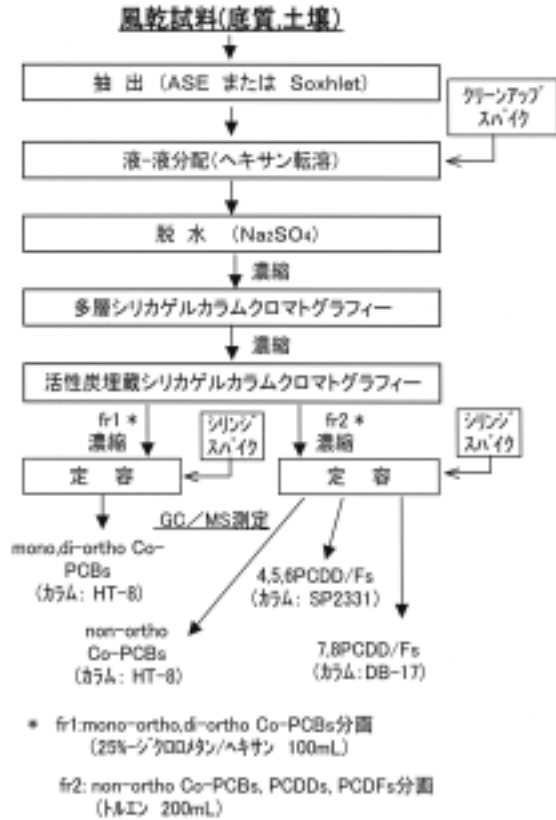 風乾試料(底質,土壌)
抽 出 (ASE または Soxhlet)
クリーンアップ
スパイク
液-液分配(ヘキサン転溶)
脱 水 (Na₂SO₄)
濃縮
多層シリカゲルカラムクロマトグラフィー
濃縮
活性炭埋蔵シリカゲルカラムクロマトグラフィー
fr1 *
濃縮
シリンジ
スパイク
fr2 *
濃縮
シリンジ
スパイク
定 容
定 容
GC/MS測定
mono,di-ortho Co-
PCBs
(カラム: HT-8)
4,5,6PCDD/Fs
(カラム: SP2331)
non-ortho
Co-PCBs
(カラム: HT-8)
7,8PCDD/Fs
(カラム:DB-17)
* fr1:mono-ortho,di-ortho Co-PCBs分画
(25%-ジクロロメタン/ヘキサン 100mL)
fr2: non-ortho Co-PCBs, PCDDs, PCDFs分画
(トルエン 200mL)